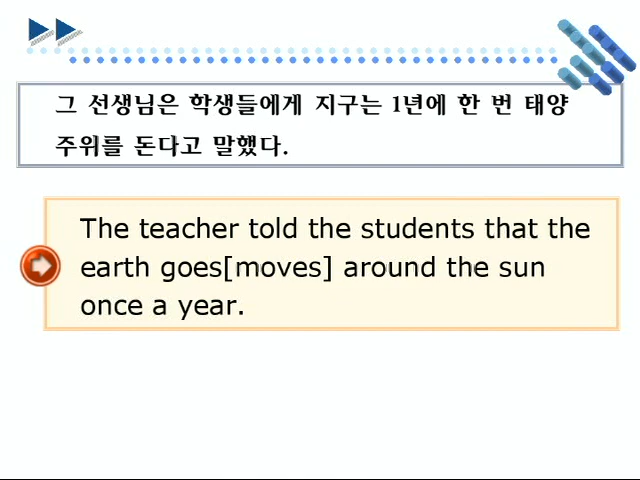 그 선생님은 학생들에게 지구는 1년에 한 번 태양
주위를 돈다고 말했다.
The teacher told the students that the
earth goes[moves] around the sun
once a year.